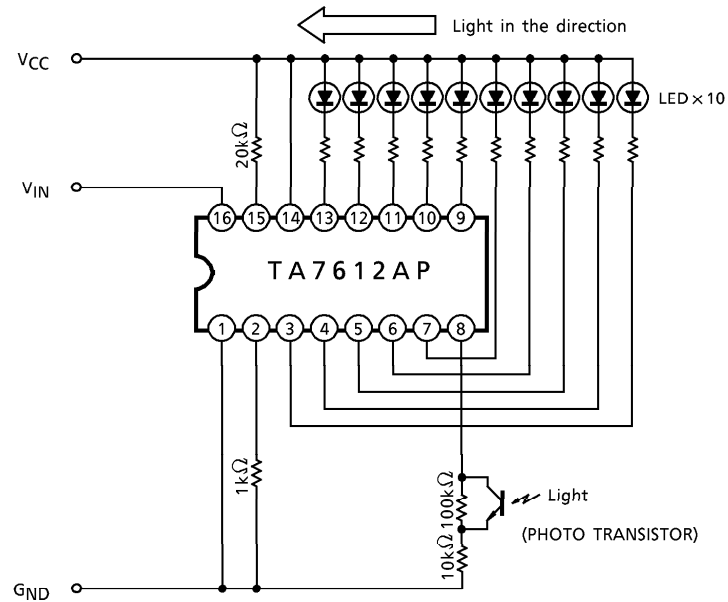 Light in the direction
VCC
LED × 10
20kΩ
VIN
16 15 14 13 12 11 10 9
TA7612AP
1 2 3 4 5 6 7 8
1kΩ
100kΩ
Light
(PHOTO TRANSISTOR)
10kΩ
GND